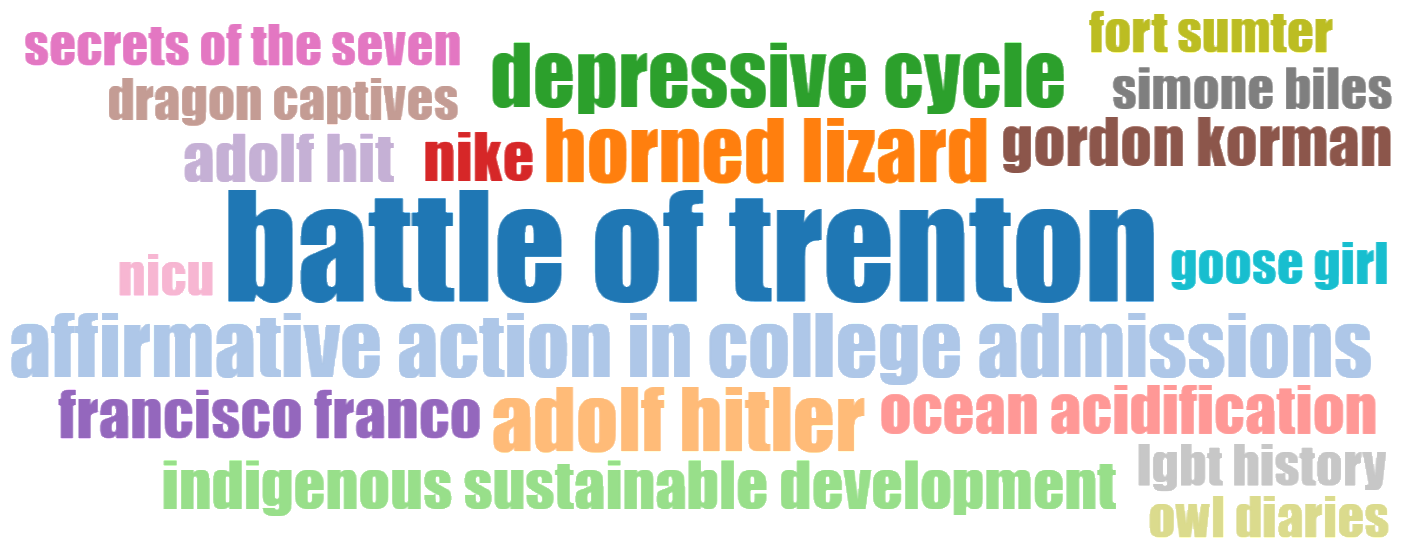 secrets of the seven
depressive cycle
fort sumter
dragon captives
simone biles
adolf hit
nike
horned lizard
gordon korman
battle of trenton
nicu
goose girl
affirmative action in college admissions
francisco franco
adolf hitler
ocean acidification
indigenous sustainable development
lgbt history
owl diaries